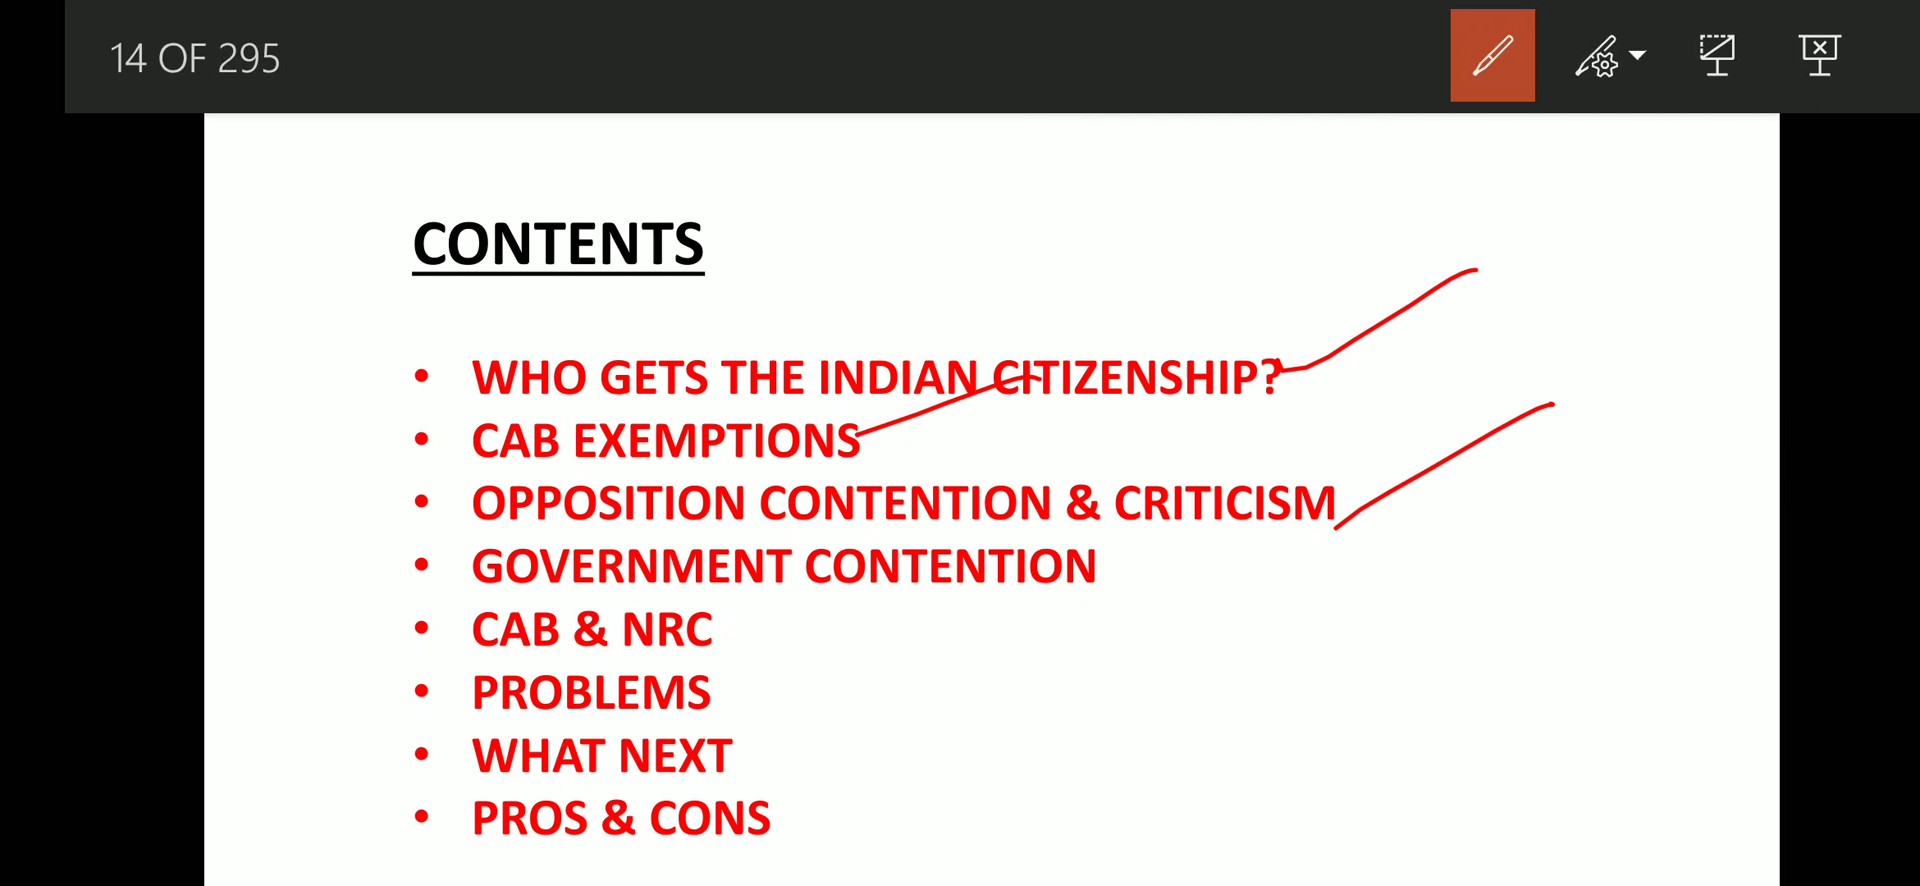 14 OF 295
CONTENTS
• WHO GETS THE INDIAN CITIZENSHIP?
• CAB EXEMPTIONS
• OPPOSITION CONTENTION & CRITICISM
• GOVERNMENT CONTENTION
• CAB & NRC
• PROBLEMS
• WHAT NEXT
• PROS & CONS